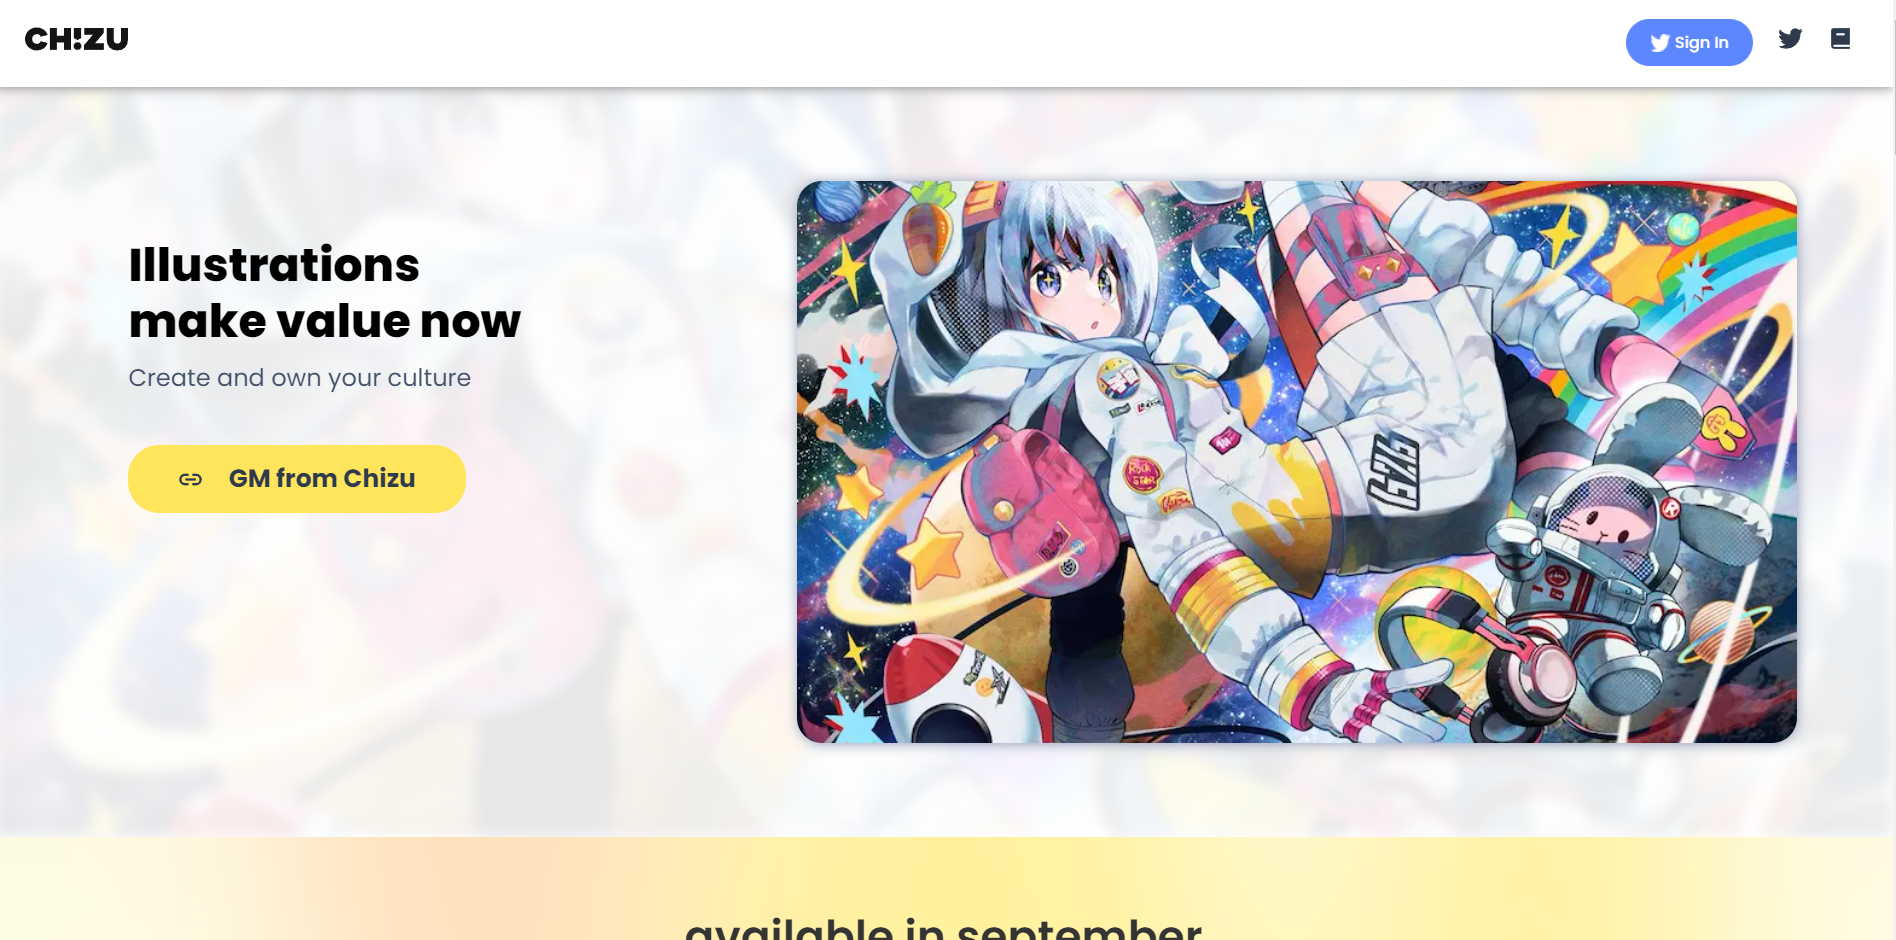 CH!ZU
Sign In
Illustrations
make value now
Create and own your culture
GM from Chizu
ROCK
STAR
R
available in september